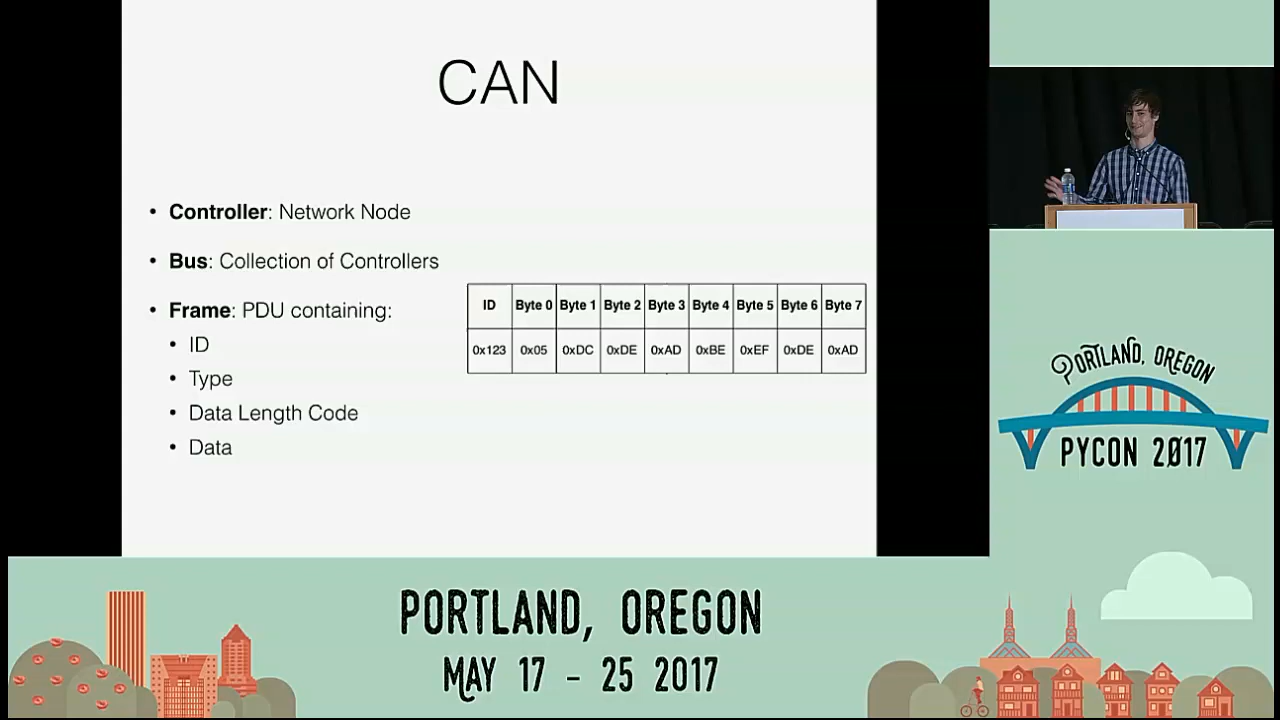 CAN
• Controller: Network Node
• Bus: Collection of Controllers
• Frame: PDU containing:
• ID
• Type
• Data Length Code
• Data
ID Byte 0 Byte 1 Byte 2 Byte 3 Byte 4 Byte 5 Byte 6 Byte 7
0x123 0x05 0xDC 0xDE 0xAD 0xBE 0xEF 0xDE 0xAD
PORTLAND, OREGON
PYCON 2017
PORTLAND, OREGON
MAY 17 - 25 2017